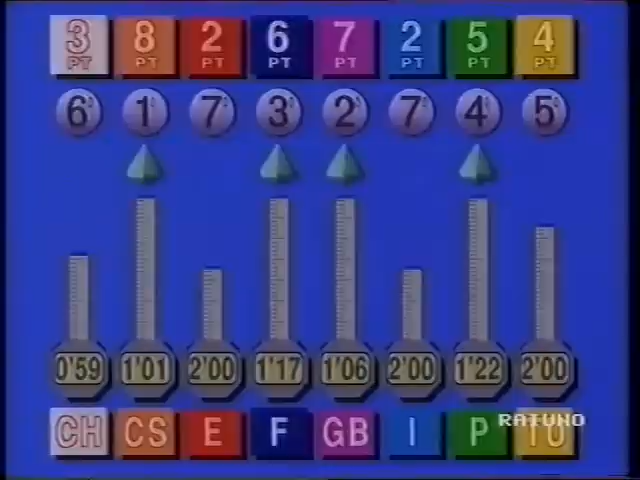 3 8 2 6 7 2 5 4
PT PT PT PT PT PT PT PT
6° 1° 7° 3° 2° 7° 4° 5°
0'59 1'01 2'00 1'17 1'06 2'00 1'22 2'00
RAIUNO
CH CS E F GB I P